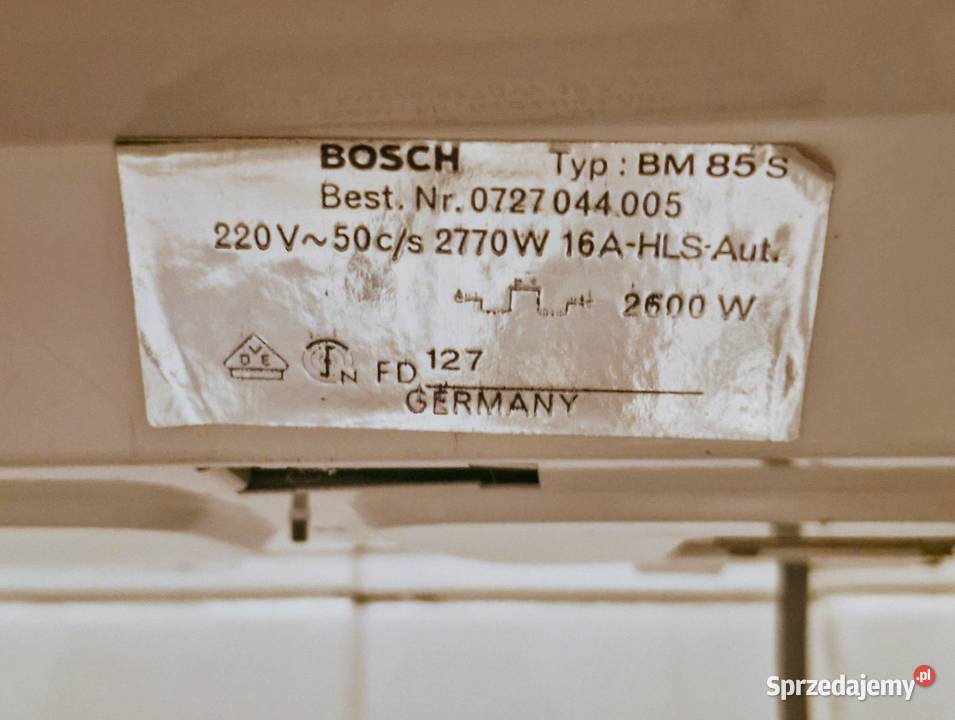 BOSCH Typ: BM 85 S
Best. Nr. 0727 044.005
220V~50c/s 2770W 16A-HLS-Aut.
2600 W
DVE N FD 127
GERMANY
Sprzedajemy.pl